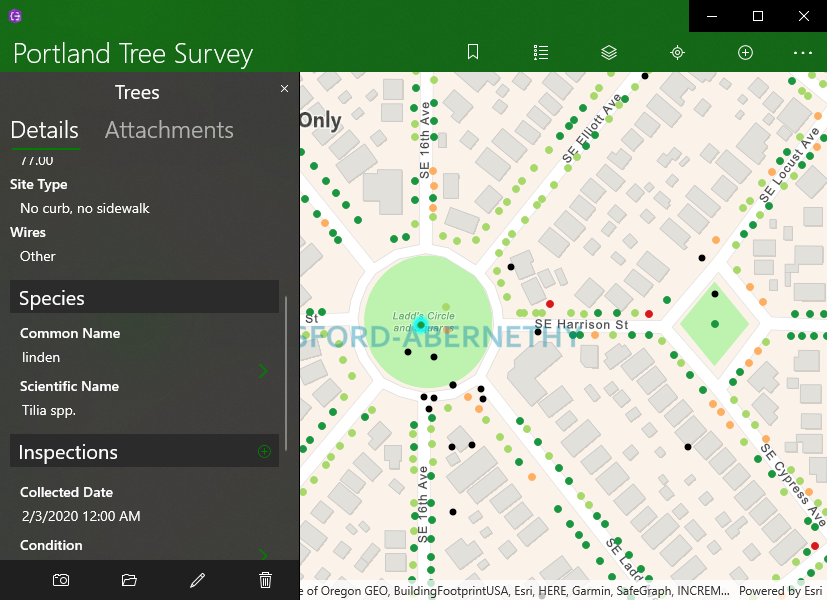 Portland Tree Survey
Trees
Details
Attachments
77.00
Site Type
No curb, no sidewalk
Wires
Other
Species
Common Name
linden
Scientific Name
Tilia spp.
Inspections
Collected Date
2/3/2020 12:00 AM
Condition
Only
SE 16th Ave
SE Elliott Ave
SE Locust Ave
Ladd's Circle
and Squares
St
SFORD-ABERNETHY
SE Harrison St
SE 16th Ave
SE Cypress Ave
SE Ladd
e of Oregon GEO, BuildingFootprintUSA, Esri, HERE, Garmin, SafeGraph, INCREM...
Powered by Esri